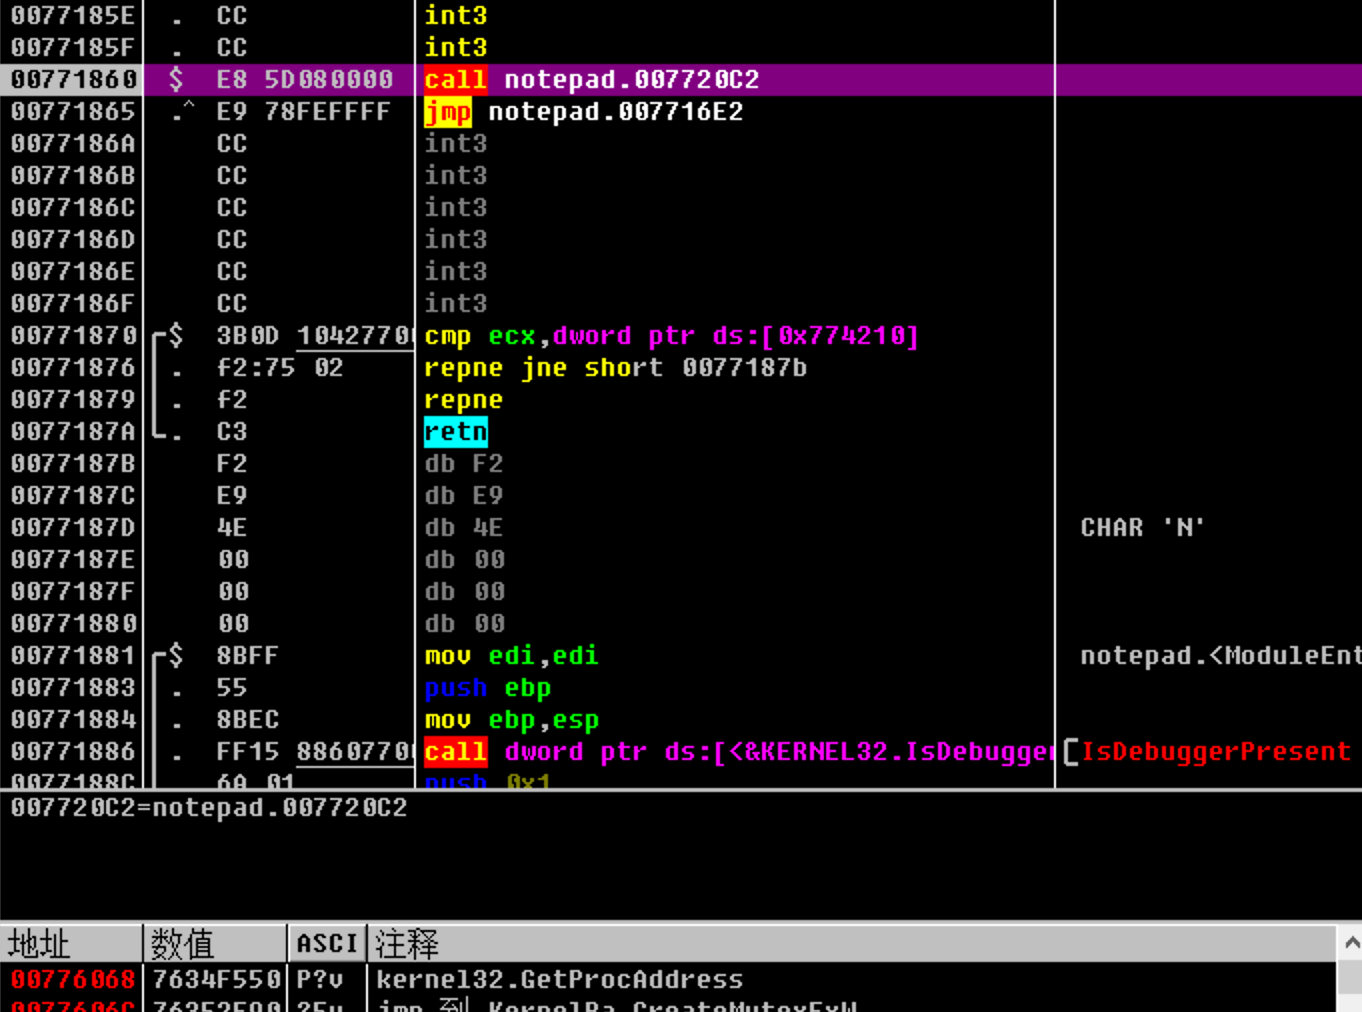 0077185E . CC int3
0077185F . CC int3
00771860 $ E8 5D080000 call notepad.007720C2
00771865 .^ E9 78FEFFFF jmp notepad.007716E2
0077186A CC int3
0077186B CC int3
0077186C CC int3
0077186D CC int3
0077186E CC int3
0077186F CC int3
00771870 $ 3B0D 10427700 cmp ecx,dword ptr ds:[0x774210]
00771876 . f2:75 02 repne jne short 0077187b
00771879 . f2 repne
0077187A . C3 retn
0077187B F2 db F2
0077187C E9 db E9
0077187D 4E db 4E CHAR 'N'
0077187E 00 db 00
0077187F 00 db 00
00771880 00 db 00
00771881 $ 8BFF mov edi,edi notepad.<ModuleEnt
00771883 . 55 push ebp
00771884 . 8BEC mov ebp,esp
00771886 . FF15 88607700 call dword ptr ds:[<&KERNEL32.IsDebugger [IsDebuggerPresent
0077188C . 6A 01 push 0x1
007720C2=notepad.007720C2
地址 数值 ASCI 注释
00776068 7634F550 P?v kernel32.GetProcAddress
0077606C jmp 到 KernelBa.CreateMutexExW